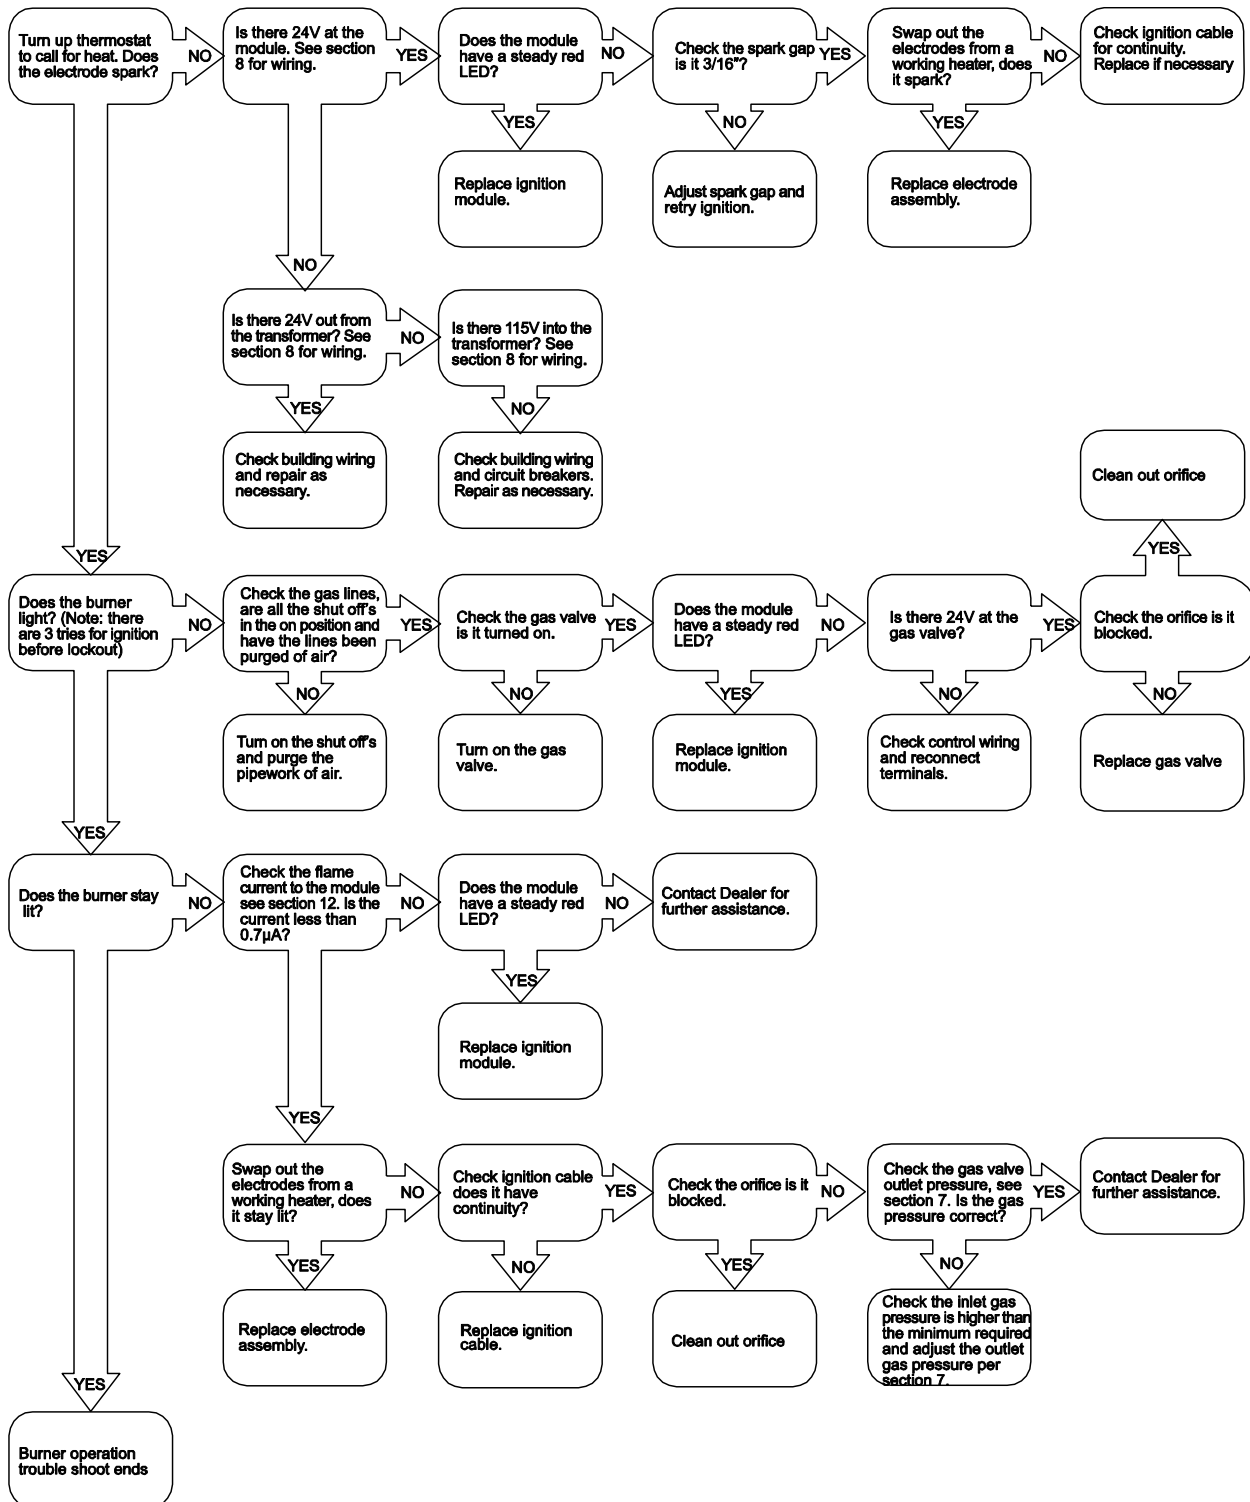 Turn up thermostat
to call for heat. Does
the electrode spark?
NO
Is there 24V at the
module. See section
8 for wiring.
YES
Does the module
have a steady red
LED?
NO
Check the spark gap
is it 3/16"?
YES
Swap out the
electrodes from a
working heater, does
it spark?
NO
Check ignition cable
for continuity.
Replace if necessary
YES
NO
YES
Replace ignition
module.
Adjust spark gap and
retry ignition.
Replace electrode
assembly.
NO
Is there 24V out from
the transformer? See
section 8 for wiring.
NO
Is there 115V into the
transformer? See
section 8 for wiring.
YES
NO
Check building wiring
and repair as
necessary.
Check building wiring
and circuit breakers.
Repair as necessary.
Clean out orifice
YES
YES
Does the burner
light? (Note: there
are 3 tries for ignition
before lockout)
NO
Check the gas lines,
are all the shut off's
in the on position and
have the lines been
purged of air?
YES
Check the gas valve
is it turned on.
YES
Does the module
have a steady red
LED?
NO
Is there 24V at the
gas valve?
YES
Check the orifice is it
blocked.
NO
NO
YES
NO
NO
Turn on the shut off's
and purge the
pipework of air.
Turn on the gas
valve.
Replace ignition
module.
Check control wiring
and reconnect
terminals.
Replace gas valve
YES
Does the burner stay
lit?
NO
Check the flame
current to the module
see section 12. Is the
current less than
0.7µA?
NO
Does the module
have a steady red
LED?
NO
Contact Dealer for
further assistance.
YES
Replace ignition
module.
YES
Swap out the
electrodes from a
working heater, does
it stay lit?
NO
Check ignition cable
does it have
continuity?
YES
Check the orifice is it
blocked.
NO
Check the gas valve
outlet pressure, see
section 7. Is the gas
pressure correct?
YES
Contact Dealer for
further assistance.
YES
NO
YES
NO
Replace electrode
assembly.
Replace ignition
cable.
Clean out orifice
Check the inlet gas
pressure is higher than
the minimum required
and adjust the outlet
gas pressure per
section 7.
YES
Burner operation
trouble shoot ends